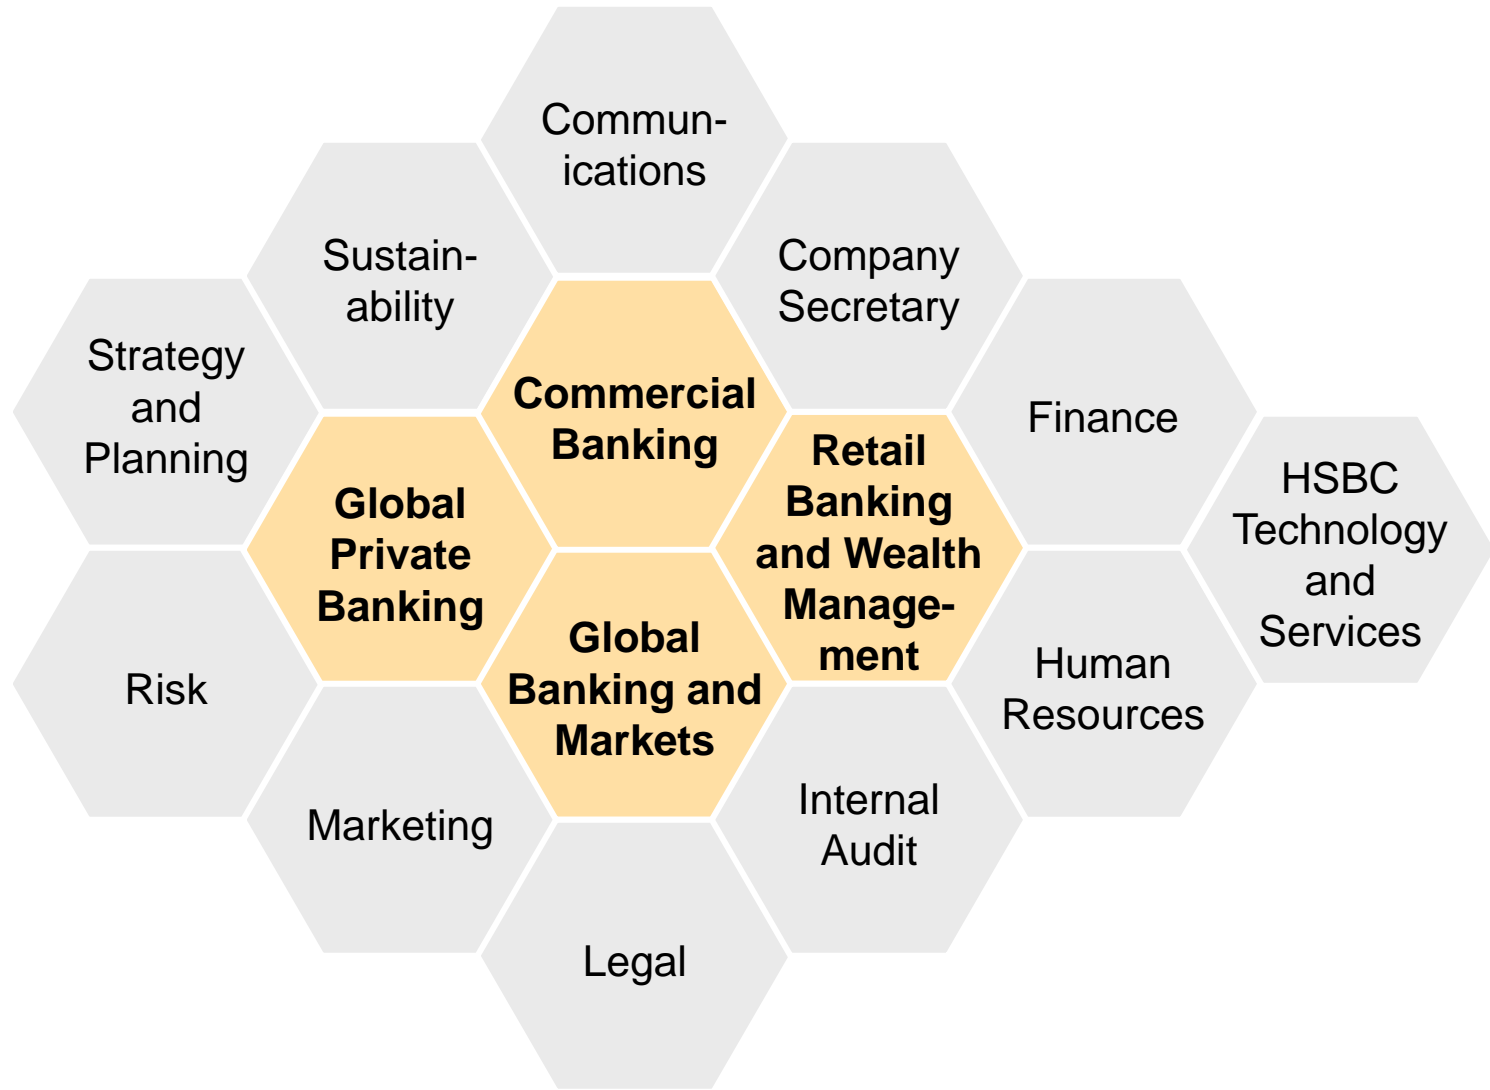 Commun-
ications
Sustain-
ability
Company
Secretary
Strategy
and
Planning
Commercial
Banking
Finance
Global
Private
Banking
Retail
Banking
and Wealth
Manage-
ment
HSBC
Technology
and
Services
Risk
Global
Banking and
Markets
Human
Resources
Marketing
Internal
Audit
Legal